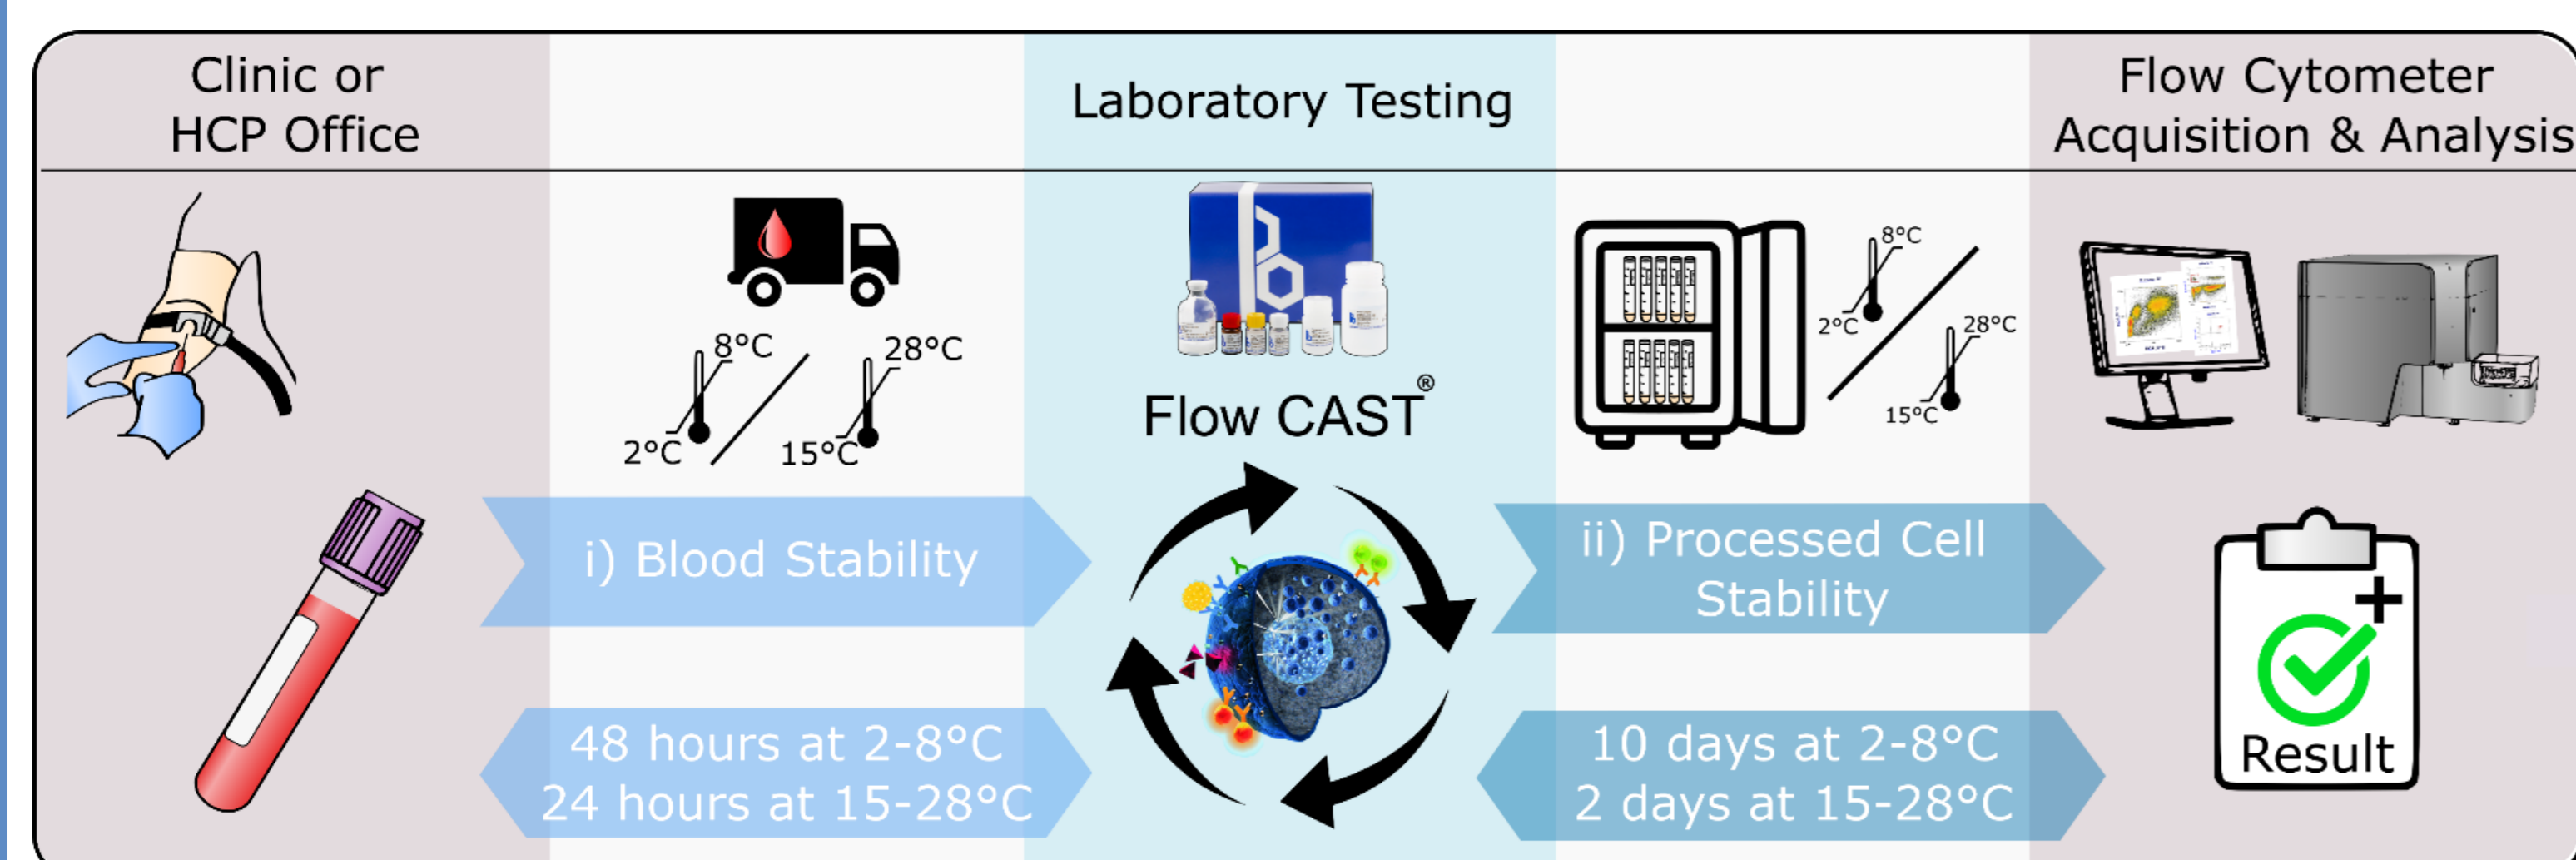 Clinic or
HCP Office
Laboratory Testing
Flow Cytometer
Acquisition & Analysis
8°C
2°C
28°C
15°C
Flow CAST®
8°C
2°C
28°C
15°C
i) Blood Stability
ii) Processed Cell
Stability
48 hours at 2-8°C
24 hours at 15-28°C
10 days at 2-8°C
2 days at 15-28°C
Result